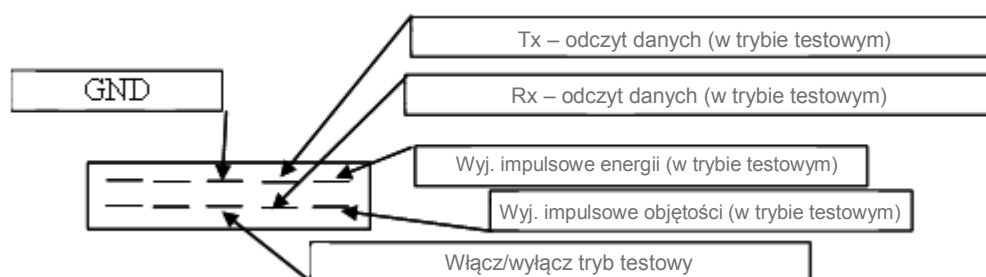 Tx – odczyt danych (w trybie testowym)
GND
Rx – odczyt danych (w trybie testowym)
Wyj. impulsowe energii (w trybie testowym)
Wyj. impulsowe objętości (w trybie testowym)
Włącz/wyłącz tryb testowy